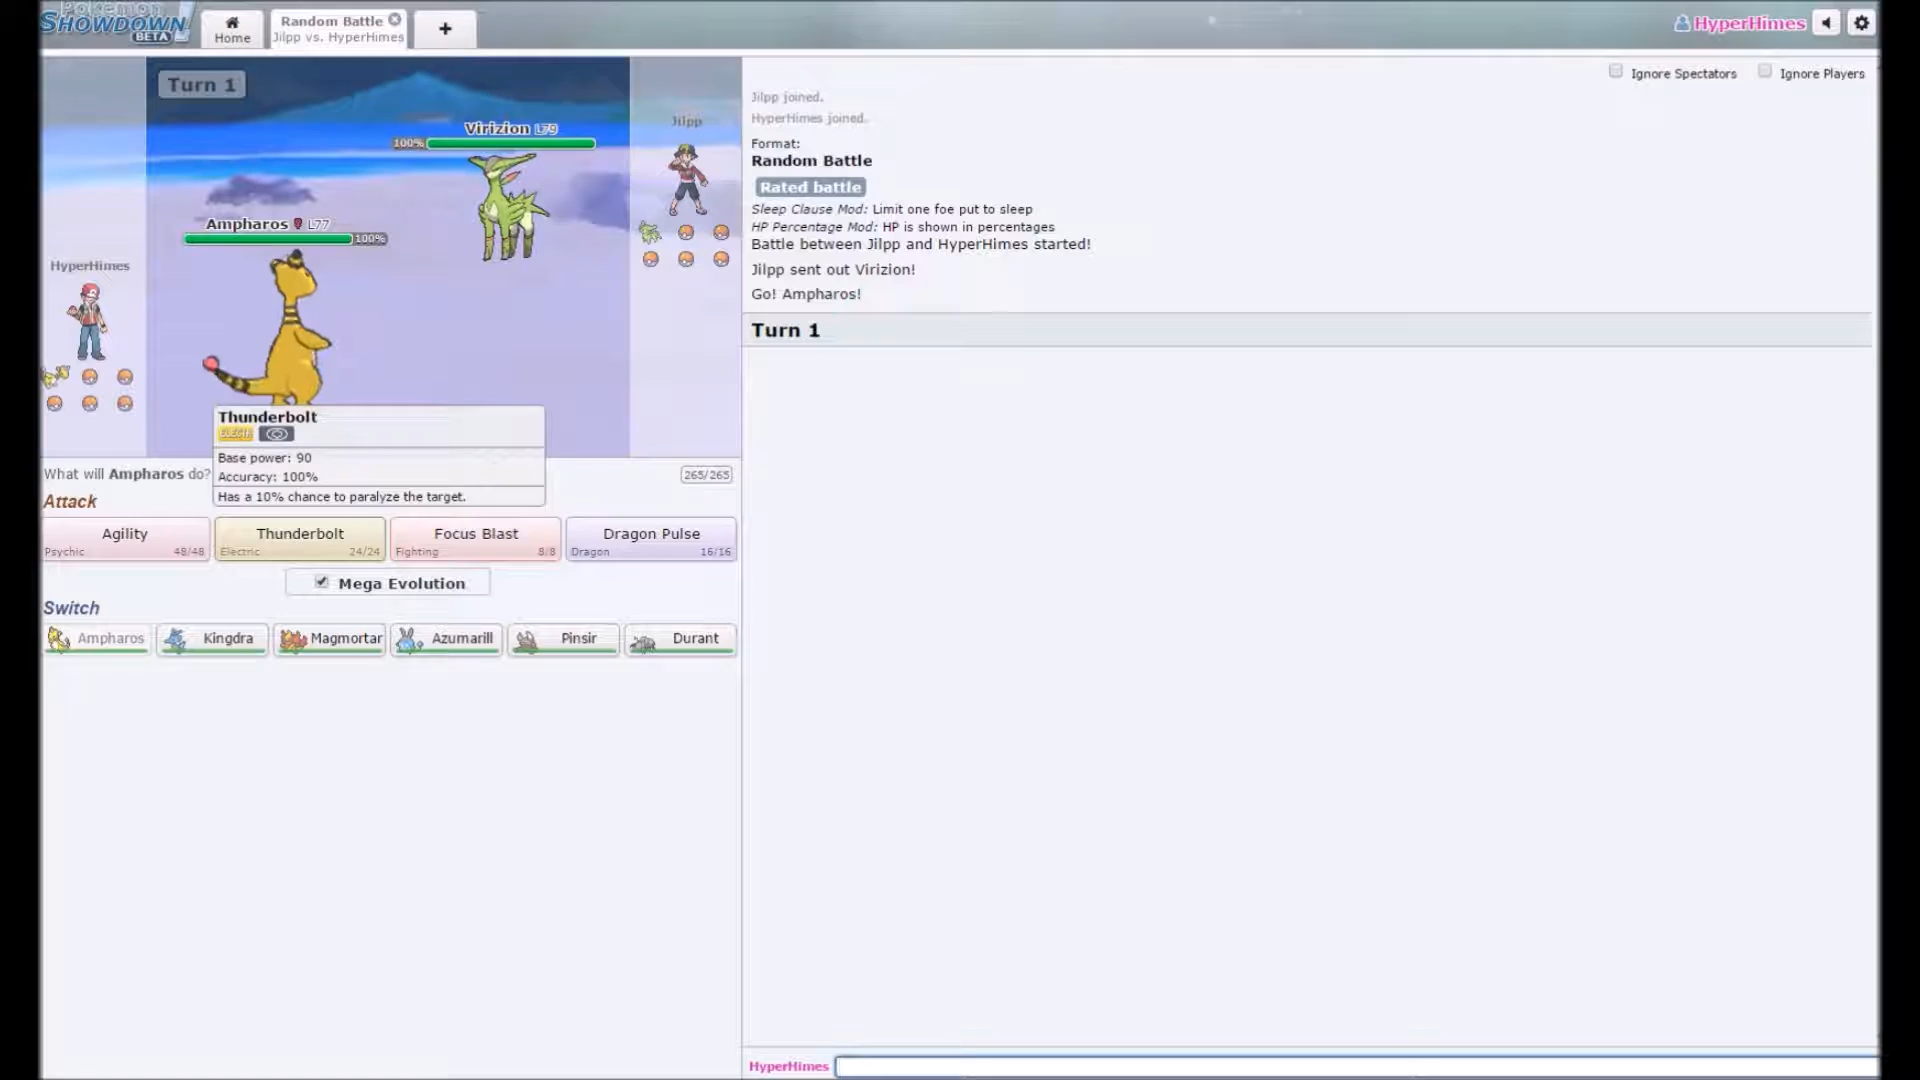 Pokémon
SHOWDOWN!
BETA
Home
Random Battle
Jilpp vs. HyperHimes
+
HyperHimes
Turn 1
Virizion L79
100%
Ampharos L77
100%
HyperHimes
Jilpp
Thunderbolt
ELECTR
Base power: 90
Accuracy: 100%
Has a 10% chance to paralyze the target.
What will Ampharos do?
265/265
Attack
Agility
Psychic 48/48
Thunderbolt
Electric 24/24
Focus Blast
Fighting 8/8
Dragon Pulse
Dragon 16/16
Mega Evolution
Switch
Ampharos
Kingdra
Magmortar
Azumarill
Pinsir
Durant
Ignore Spectators
Ignore Players
Jilpp joined.
HyperHimes joined.
Format:
Random Battle
Rated battle
Sleep Clause Mod: Limit one foe put to sleep
HP Percentage Mod: HP is shown in percentages
Battle between Jilpp and HyperHimes started!
Jilpp sent out Virizion!
Go! Ampharos!
Turn 1
HyperHimes